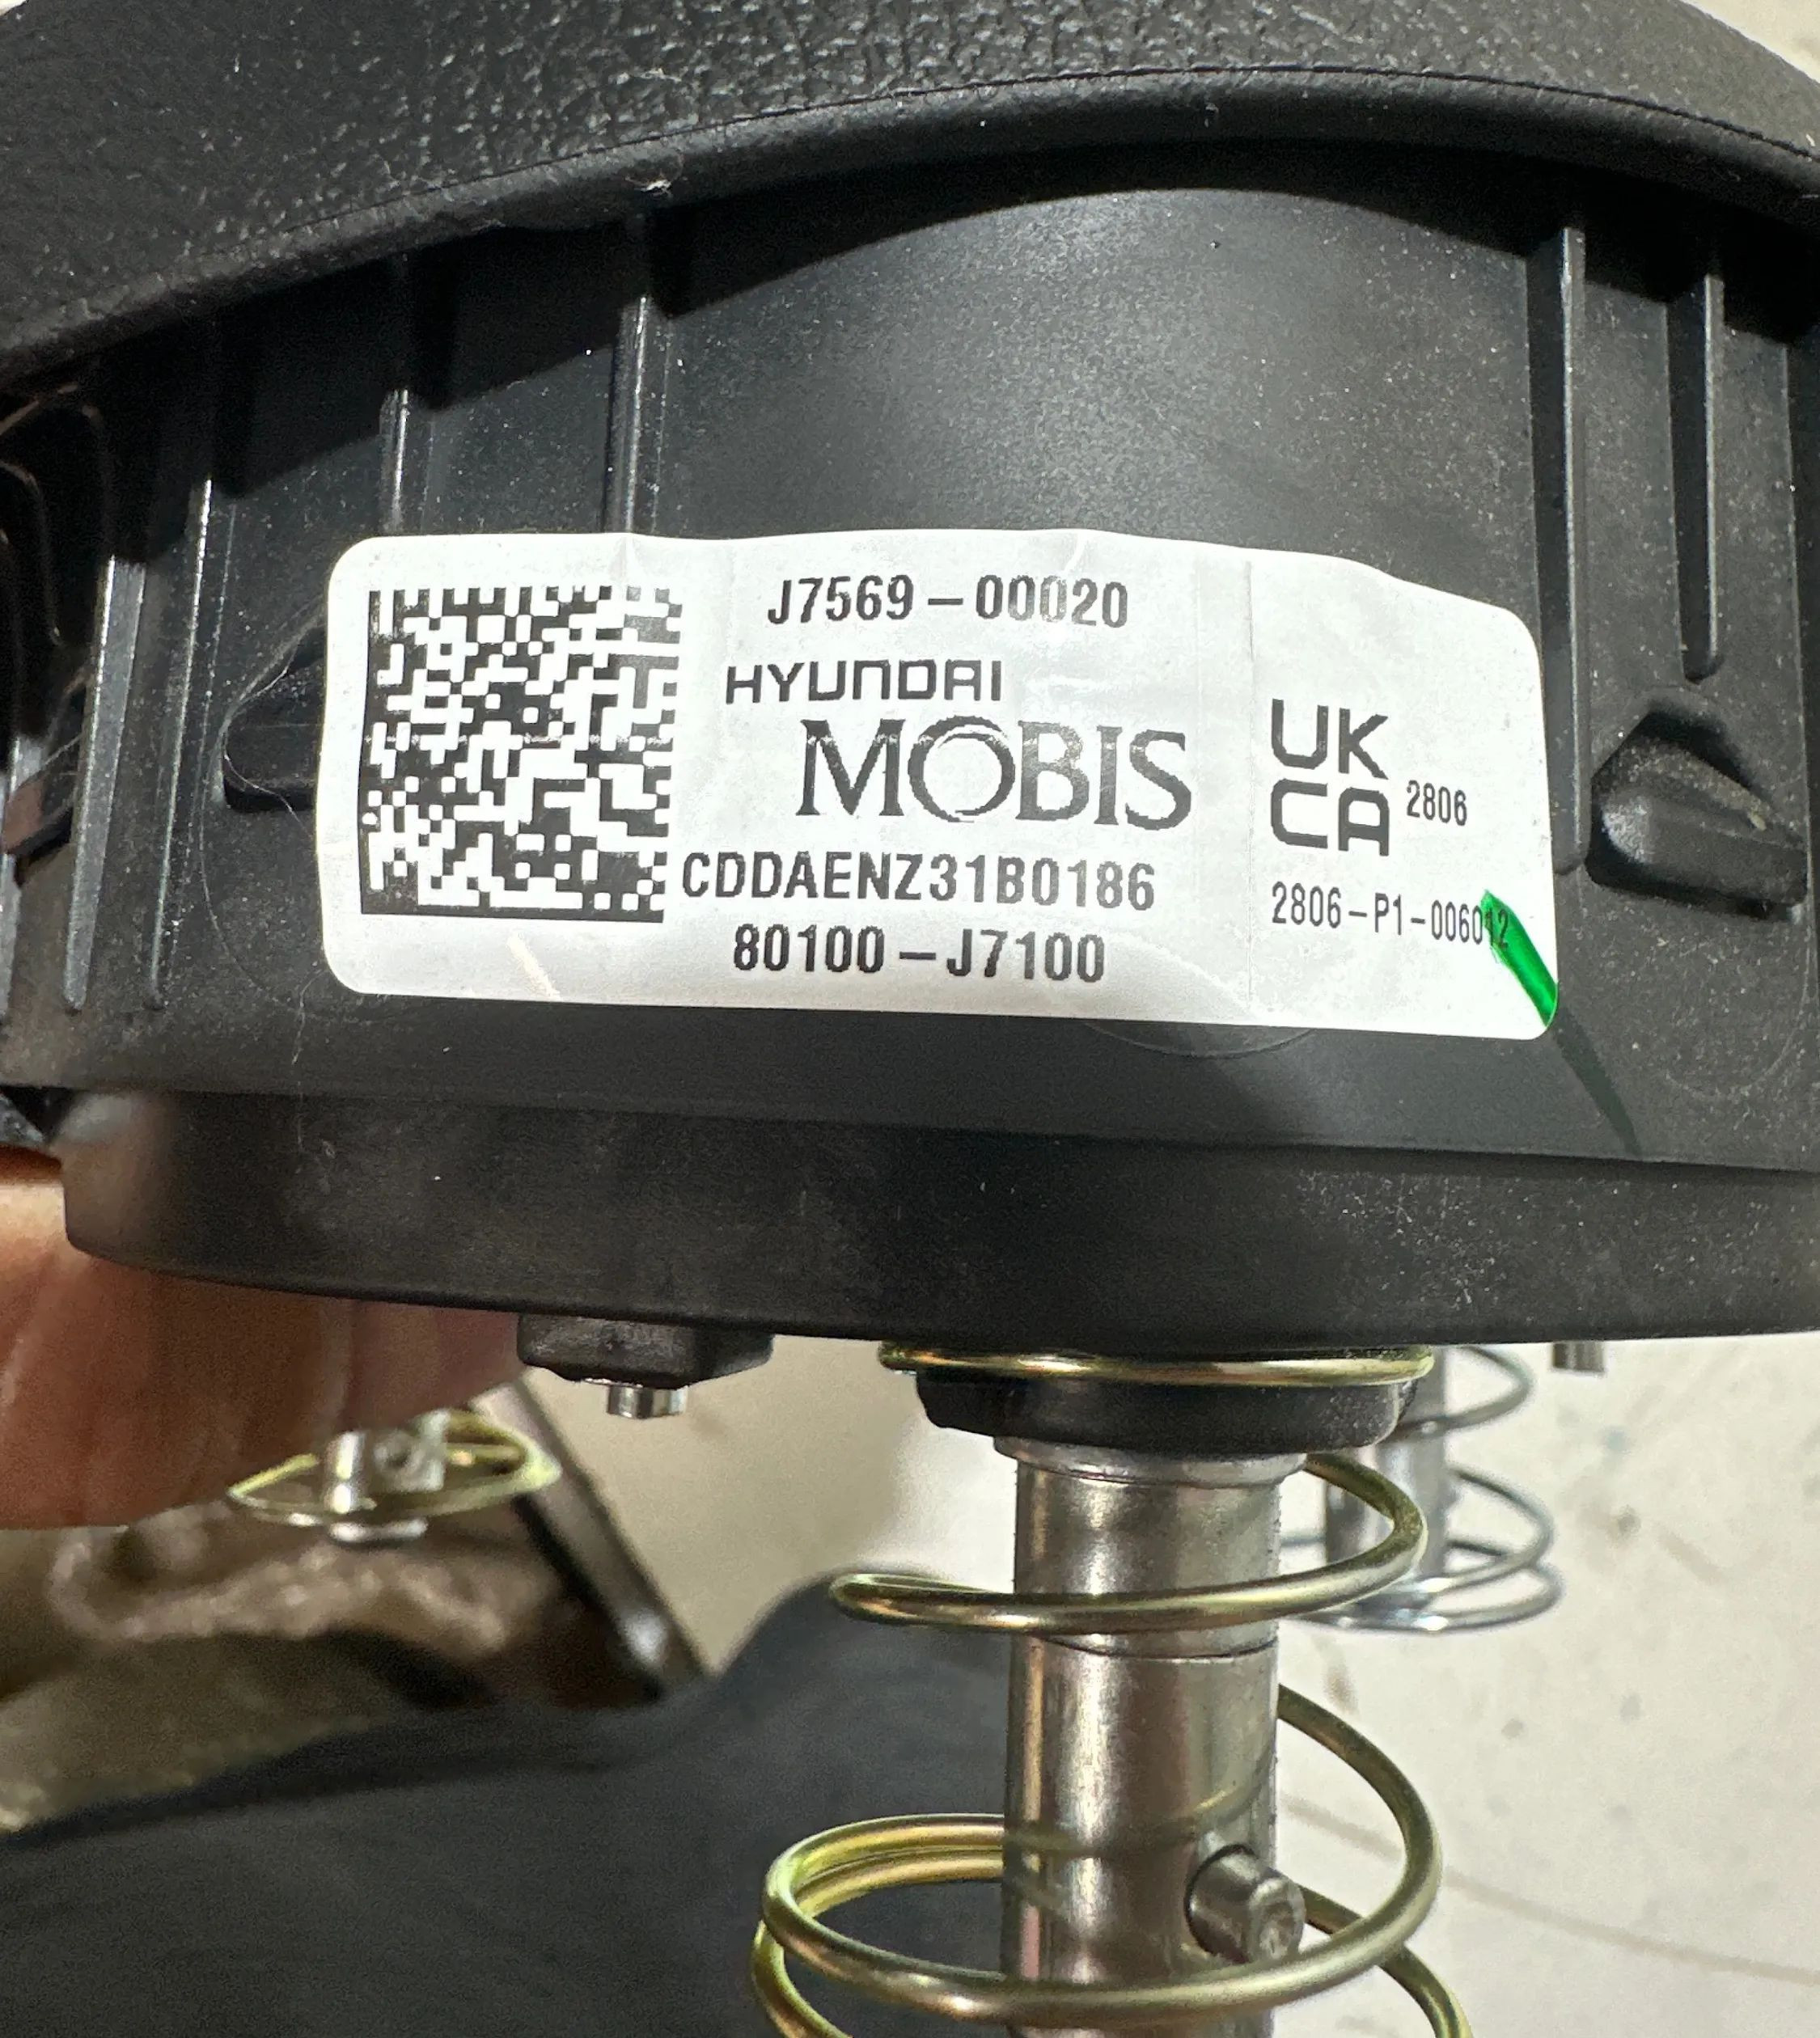 J7569-00020
HYUNDAI
MOBIS
CDDAENZ31B0186
80100-J7100
UK
CA 2806
2806-P1-006012